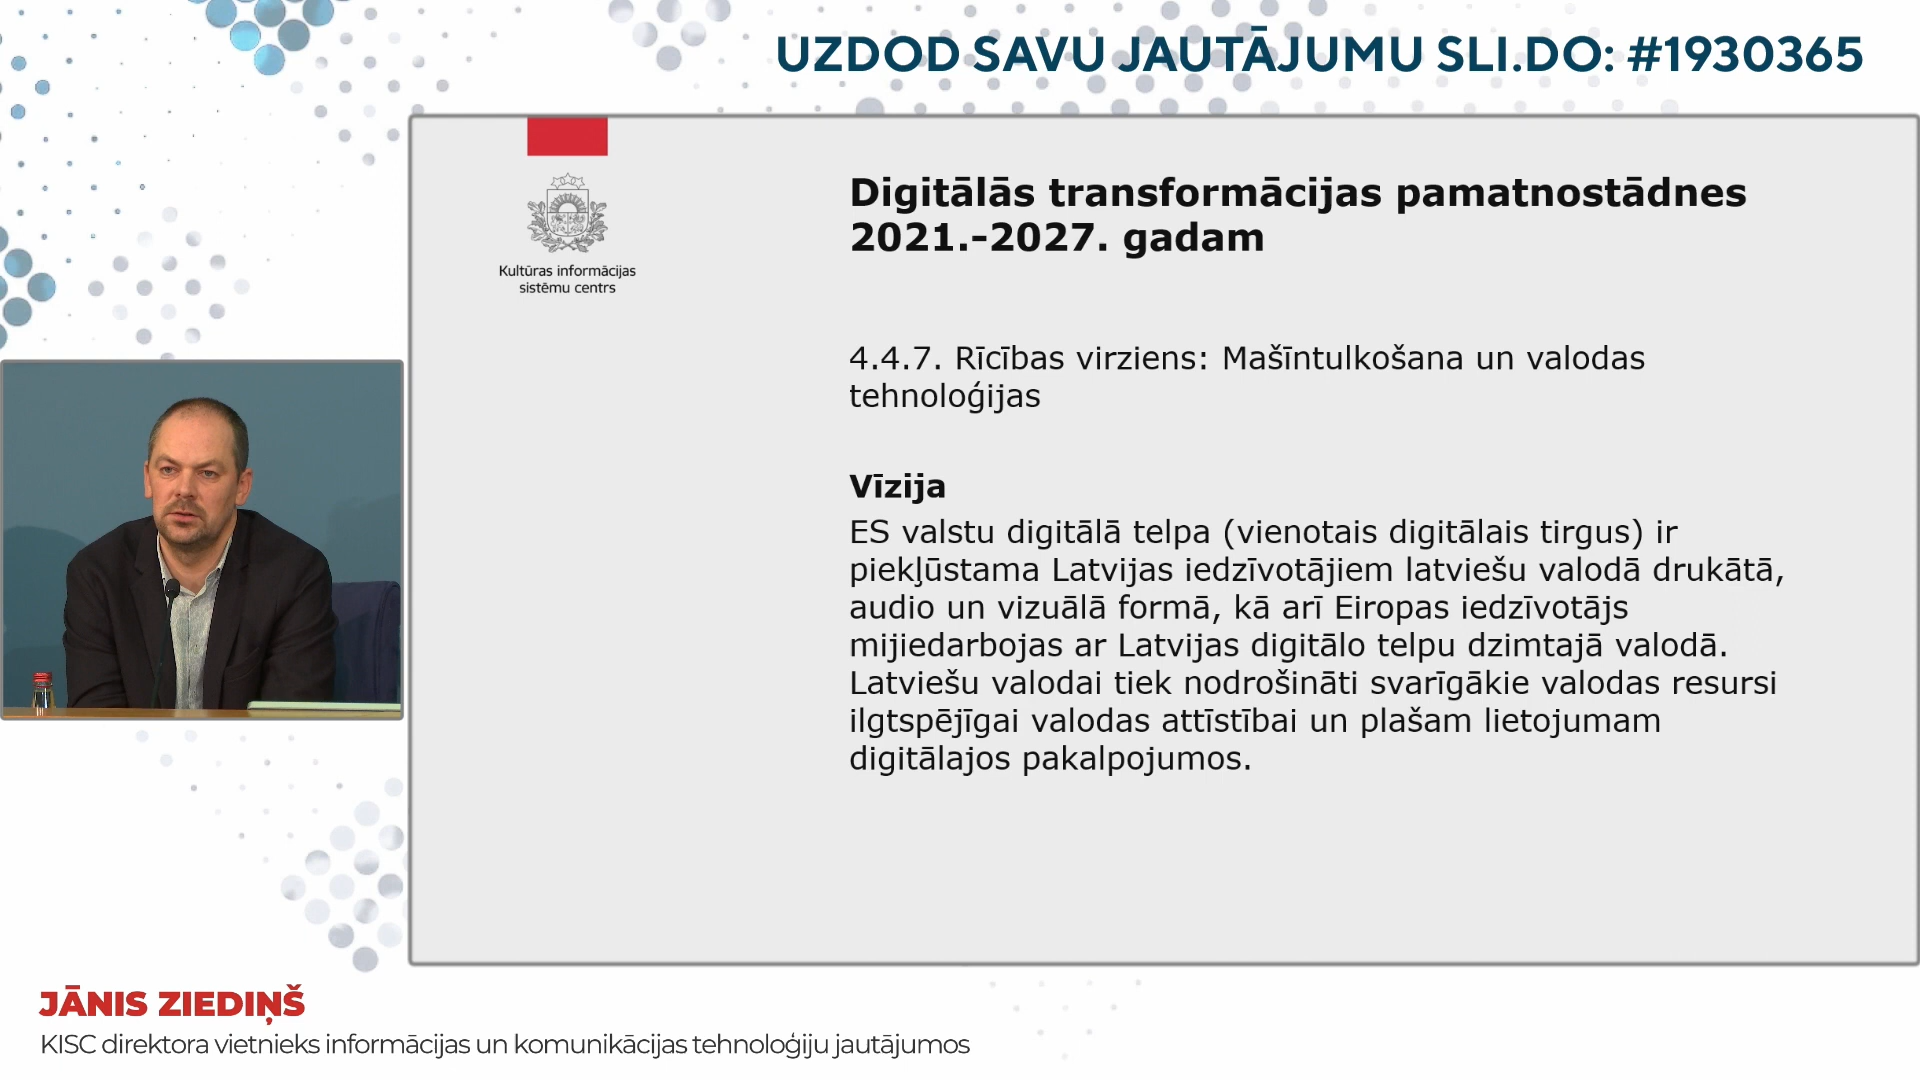 UZDOD SAVU JAUTĀJUMU SLI.DO: #1930365
Kultūras informācijas
sistēmu centrs
Digitālās transformācijas pamatnostādnes
2021.-2027. gadam
4.4.7. Rīcības virziens: Mašīntulkošana un valodas
tehnoloģijas
Vīzija
ES valstu digitālā telpa (vienotais digitālais tirgus) ir
piekļūstama Latvijas iedzīvotājiem latviešu valodā drukātā,
audio un vizuālā formā, kā arī Eiropas iedzīvotājs
mijiedarbojas ar Latvijas digitālo telpu dzimtajā valodā.
Latviešu valodai tiek nodrošināti svarīgākie valodas resursi
ilgtspējīgai valodas attīstībai un plašam lietojumam
digitālajos pakalpojumos.
JĀNIS ZIEDIŅŠ
KISC direktora vietnieks informācijas un komunikācijas tehnoloģiju jautājumos